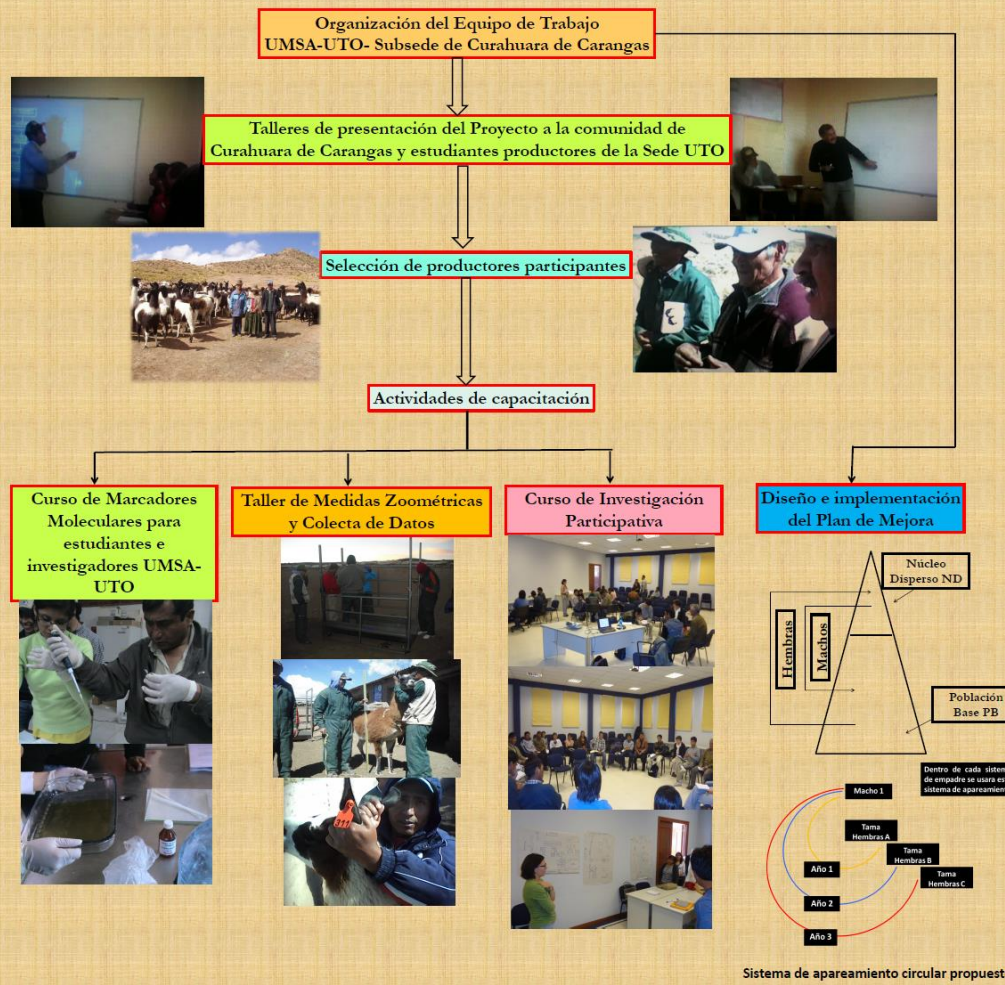 Organización del Equipo de Trabajo
UMSA-UTO- Subsede de Curahuara de Carangas
Talleres de presentación del Proyecto a la comunidad de
Curahuara de Carangas y estudiantes productores de la Sede UTO
Selección de productores participantes
Actividades de capacitación
Curso de Marcadores
Moleculares para
estudiantes e
investigadores UMSA-
UTO
Taller de Medidas Zoométricas
y Colecta de Datos
311
Curso de Investigación
Participativa
Diseño e implementación
del Plan de Mejora
Núcleo
Disperso ND
Hembras
Machos
Población
Base PB
Dentro de cada sistem
de empadre se usara est
sistema de apareamient
Macho 1
Tama
Hembras A
Tama
Hembras B
Tama
Hembras C
Año 1
Año 2
Año 3
Sistema de apareamiento circular propuest